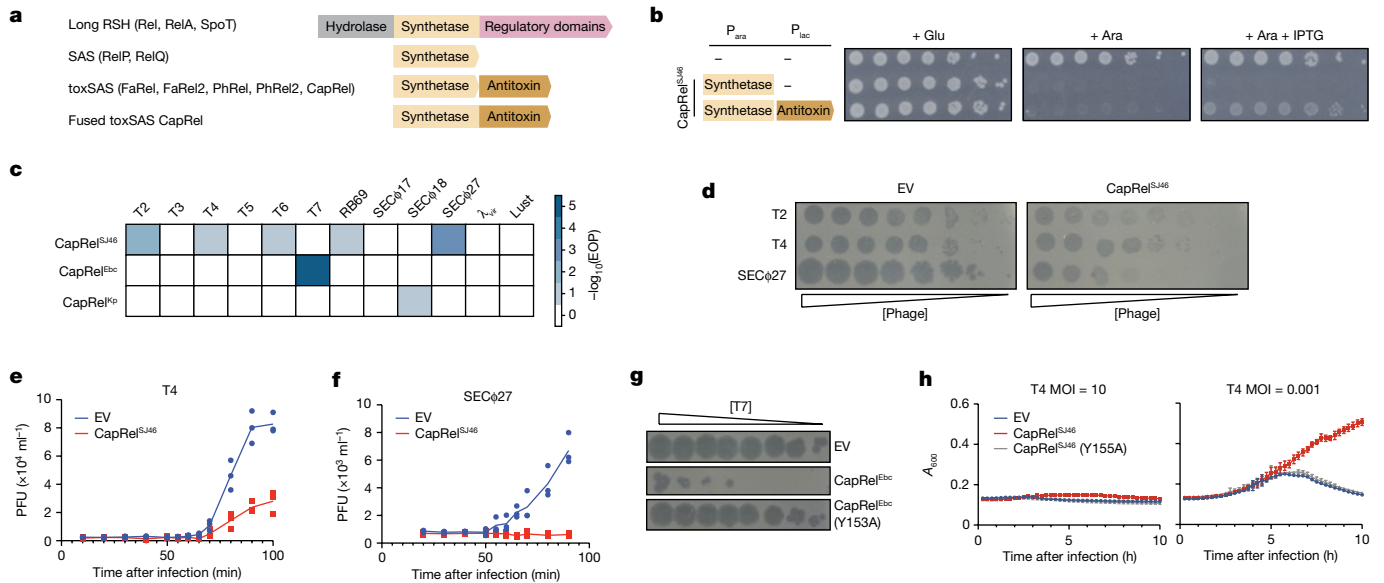 a
Long RSH (Rel, RelA, SpoT)
Hydrolase Synthetase Regulatory domains
SAS (RelP, RelQ)
Synthetase
toxSAS (FaRel, FaRel2, PhRel, PhRel2, CapRel)
Synthetase Antitoxin
Fused toxSAS CapRel
Synthetase Antitoxin
b
Para Plac
+ Glu + Ara + Ara + IPTG
– –
CapRelSJ46
Synthetase –
Synthetase Antitoxin
c
T2 T3 T4 T5 T6 T7 RB69 SECϕ17 SECϕ18 SECϕ27 λvir Lust
CapRelSJ46
CapRelEbc
CapRelKp
5
4
3
2
1
0
–log10(EOP)
d
EV CapRelSJ46
T2
T4
SECϕ27
[Phage] [Phage]
e
T4
EV
CapRelSJ46
PFU (×10⁴ ml⁻¹)
10
8
6
4
2
0
0 50 100
Time after infection (min)
f
SECϕ27
EV
CapRelSJ46
PFU (×10³ ml⁻¹)
10
8
6
4
2
0
0 50 100
Time after infection (min)
g
[T7]
EV
CapRelEbc
CapRelEbc
(Y153A)
h
T4 MOI = 10 T4 MOI = 0.001
EV
CapRelSJ46
CapRelSJ46 (Y155A)
A600
0.6
0.4
0.2
0
0 5 10
Time after infection (h)
0 5 10
Time after infection (h)